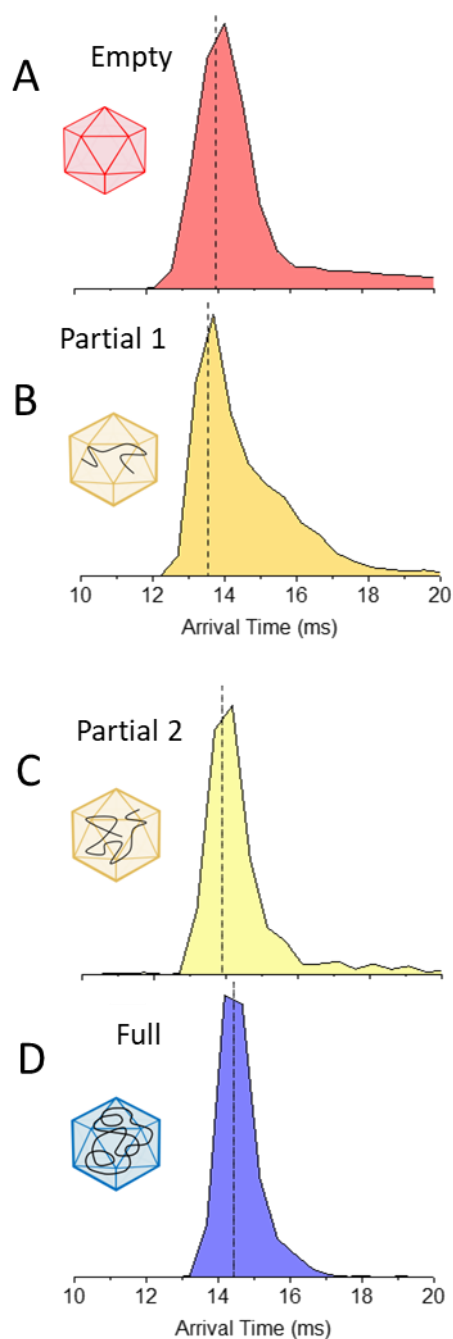 A
Empty
Partial 1
B
10 12 14 16 18 20
Arrival Time (ms)
Partial 2
C
Full
D
10 12 14 16 18 20
Arrival Time (ms)